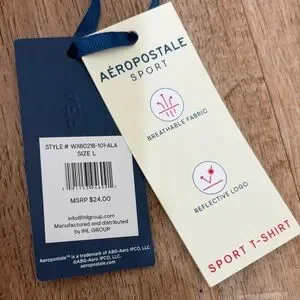 AÉROPOSTALE
SPORT
BREATHABLE FABRIC
REFLECTIVE LOGO
SPORT T-SHIRT
STYLE # WX60218-101-ALA
SIZE L
MSRP $24.00
info@ihlgroup.com
Manufactured and distributed
by IHL GROUP
Aeropostale™ is a trademark of ABG-Aero IPCO, LLC.
©ABG-Aero IPCO, LLC.
aeropostale.com